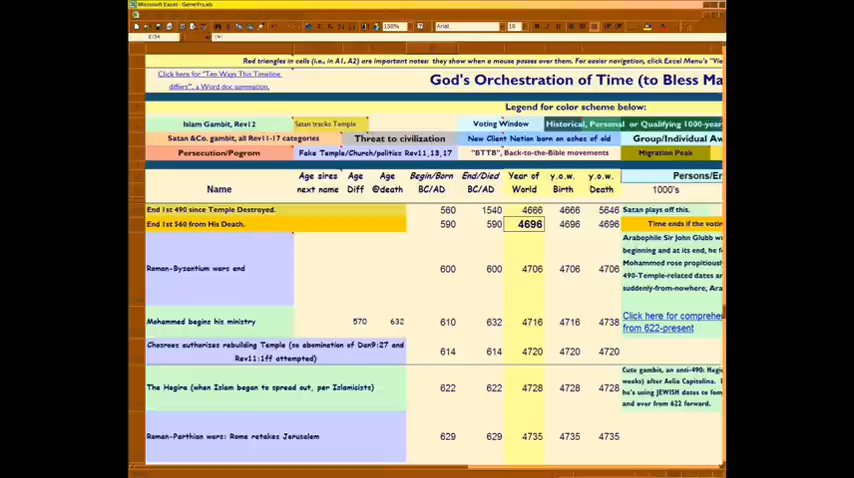 Microsoft Excel - GeneYrsLab
150%
Arial
10
E154
Red triangles in cells (i.e., in A1, A2) are important notes: they show when a mouse passes over them. For easier navigation, click Excel Menu's "Vie
Click here for "Ten Ways This Timeline
differs", a Word doc summation.
God's Orchestration of Time (to Bless Ma
Legend for color scheme below:
Islam Gambit, Rev12 Satan tracks Temple Voting Window Historical, Personal or Qualifying 1000-year
Satan &Co. gambit, all Rev11-17 categories Threat to civilization New Client Nation born on ashes of old Group/Individual Aw
Persecution/Pogrom Fake Temple/Church/politics Rev11,13,17 "BTTB", Back-to-the-Bible movements Migration Peak
Age sires Age Age Begin/Born End/Died Year of y.o.w. y.o.w. Persons/Er
Name next name Diff @death BC/AD BC/AD World Birth Death 1000's
End 1st 490 since Temple Destroyed. 560 1540 4666 4666 5646 Satan plays off this.
End 1st 560 from His Death. 590 590 4696 4696 4696 Time ends if the votin
Arabophile Sir John Glubb w
beginning and at its end, he
Roman-Byzantium wars end 600 600 4706 4706 4706 Mohammed rose propitiously
490-Temple-related dates a
suddenly-from-nowhere, Ara
Click here for comprehe
Mohammed begins his ministry 570 632 610 632 4716 4716 4738 from 622-present
Chosroes authorizes rebuilding Temple (so abomination of Dan9:27 and
Rev11:1ff attempted) 614 614 4720 4720 4720
Cute gambit, an anti-490: Hegi
weeks) after Aelia Capitolina. I
The Hegira (when Islam began to spread out, per Islamicists) 622 622 4728 4728 4728 he's using JEWISH dates to fom
and ever from 622 forward.
Roman-Parthian wars: Rome retakes Jerusalem 629 629 4735 4735 4735